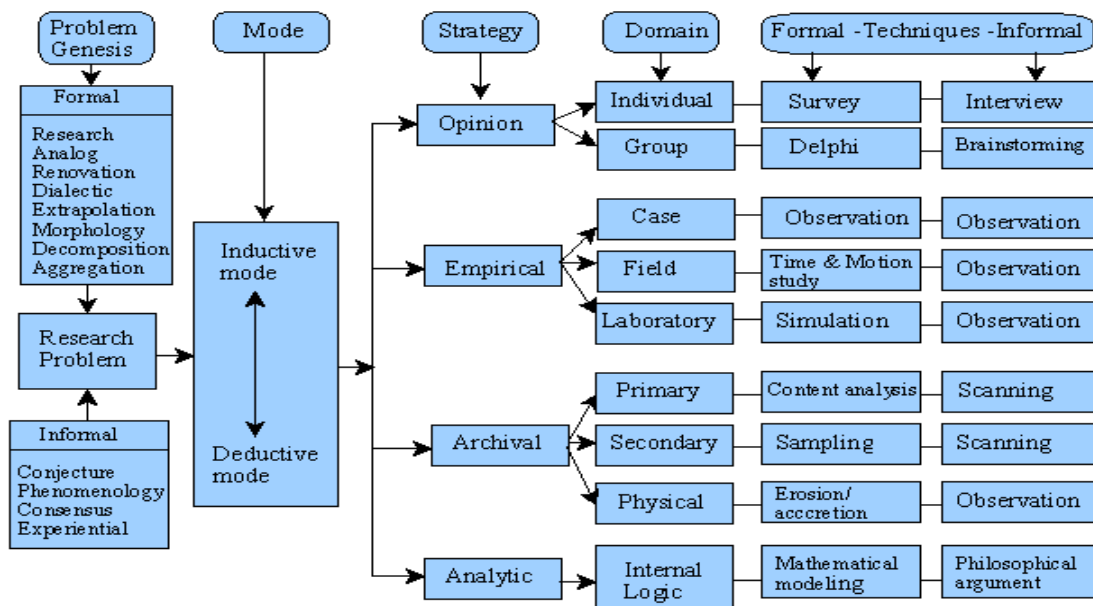 Problem
Genesis
Mode
Strategy
Domain
Formal -Techniques -Informal
Formal
Research
Analog
Renovation
Dialectic
Extrapolation
Morphology
Decomposition
Aggregation
Research
Problem
Informal
Conjecture
Phenomenology
Consensus
Experiential
Inductive
mode
Deductive
mode
Opinion
Individual
Survey
Interview
Group
Delphi
Brainstorming
Empirical
Case
Observation
Observation
Field
Time & Motion
study
Observation
Laboratory
Simulation
Observation
Archival
Primary
Content analysis
Scanning
Secondary
Sampling
Scanning
Physical
Erosion/
acccretion
Observation
Analytic
Internal
Logic
Mathematical
modeling
Philosophical
argument